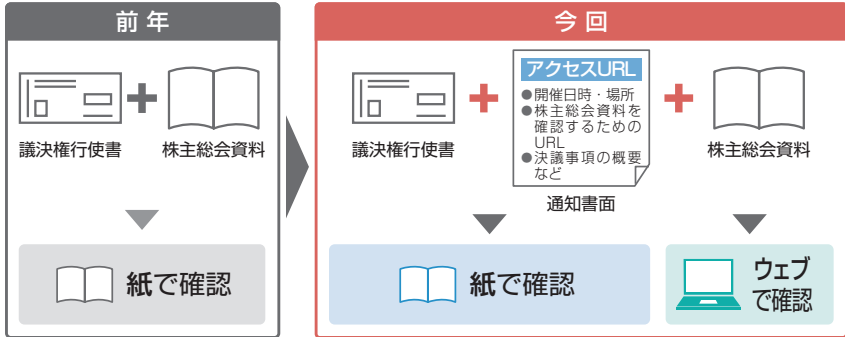 前年
議決権行使書
株主総会資料
紙で確認
今回
議決権行使書
アクセスURL
●開催日時・場所
●株主総会資料を
確認するための
URL
●決議事項の概要
など
通知書面
株主総会資料
紙で確認
ウェブ
で確認